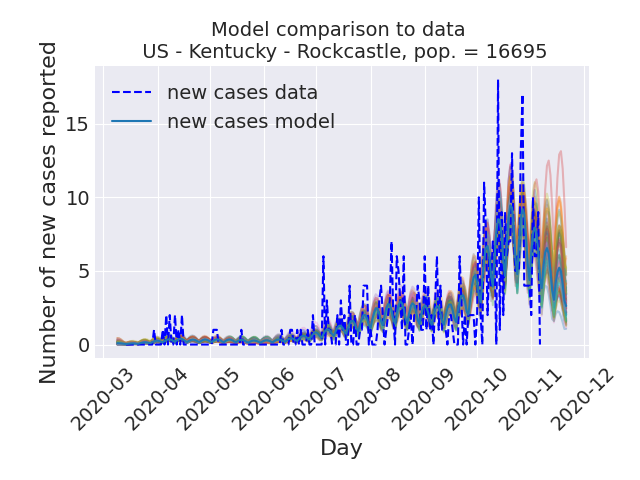 Model comparison to data
US - Kentucky - Rockcastle, pop. = 16695
Number of new cases reported
new cases data
new cases model
15
10
5
0
2020-03
2020-04
2020-05
2020-06
2020-07
2020-08
2020-09
2020-10
2020-11
2020-12
Day